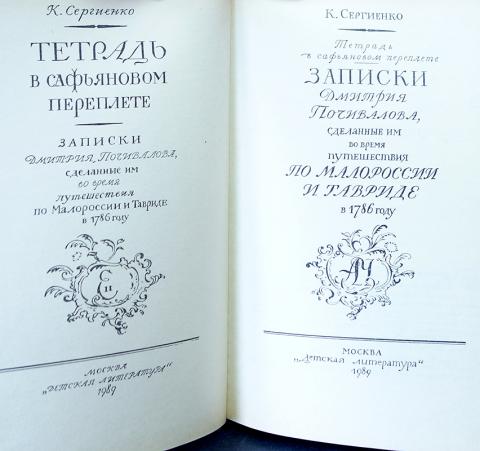 К. Сергиенко
ТЕТРАДЬ
В САФЬЯНОВОМ
ПЕРЕПЛЕТЕ
ЗАПИСКИ
ДМИТРИЯ ПОЧИВАЛОВА,
СДЕЛАННЫЕ ИМ
во время
путешествия
по Малороссии и Тавриде
в 1786 году
Е II
МОСКВА
„ДЕТСКАЯ ЛИТЕРАТУРА“
1989
К. Сергиенко
Тетрадь
в сафьяновом переплете
ЗАПИСКИ
ДМИТРИЯ
ПОЧИВАЛОВА,
СДЕЛАННЫЕ ИМ
во время
путешествия
ПО МАЛОРОССИИ
И ТАВРИДЕ
в 1786 году
МОСКВА
„Детская литература“
1989